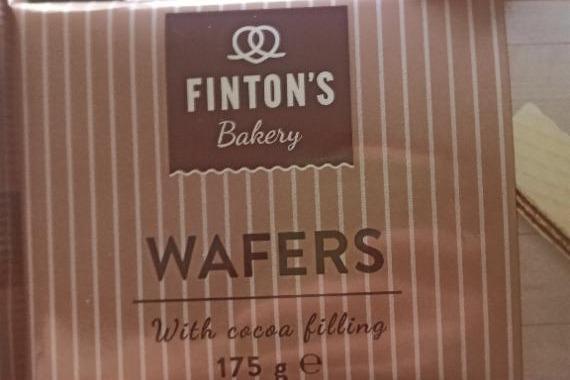 FINTON'S
Bakery
WAFERS
With cocoa filling
175 g ℮